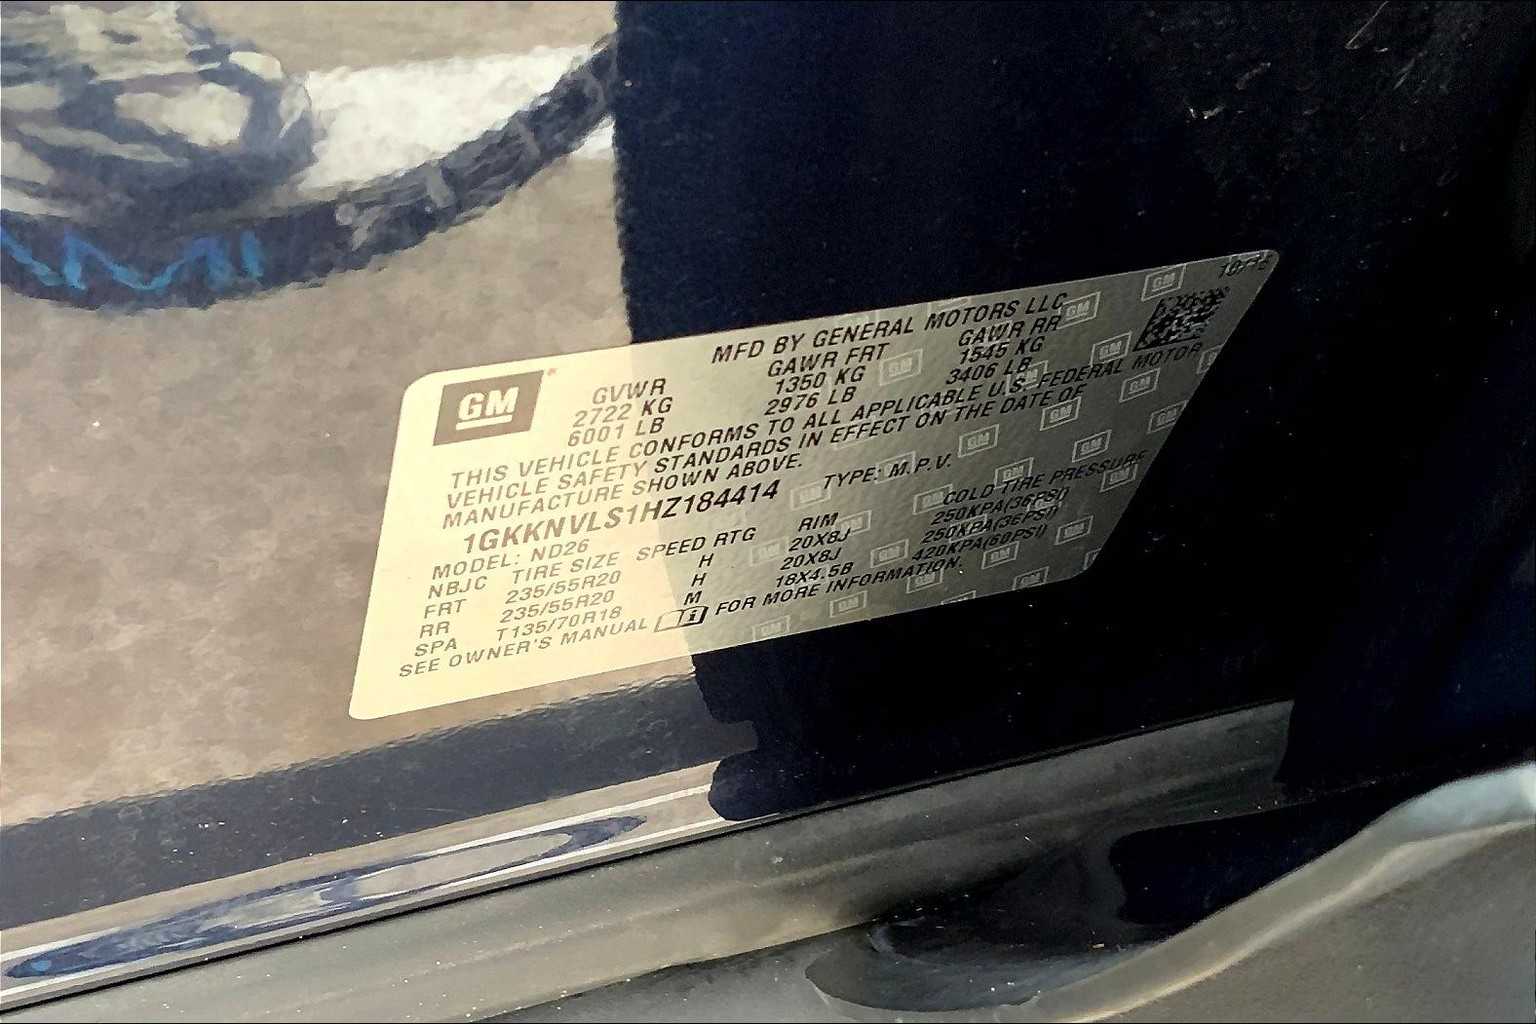 GM
MFD BY GENERAL MOTORS LLC
GVWR GAWR FRT GAWR RR
2722 KG 1350 KG 1545 KG
6001 LB 2976 LB 3406 LB
THIS VEHICLE CONFORMS TO ALL APPLICABLE U.S. FEDERAL MOTOR
VEHICLE SAFETY STANDARDS IN EFFECT ON THE DATE OF
MANUFACTURE SHOWN ABOVE.
1GKKNVLS1HZ184414 TYPE: M.P.V.
MODEL: ND26
NBJC TIRE SIZE SPEED RTG RIM COLD TIRE PRESSURE
FRT 235/55R20 H 20X8J 250KPA(36PSI)
RR 235/55R20 H 20X8J 250KPA(36PSI)
SPA T135/70R18 M 18X4.5B 420KPA(60PSI)
SEE OWNER'S MANUAL FOR MORE INFORMATION.